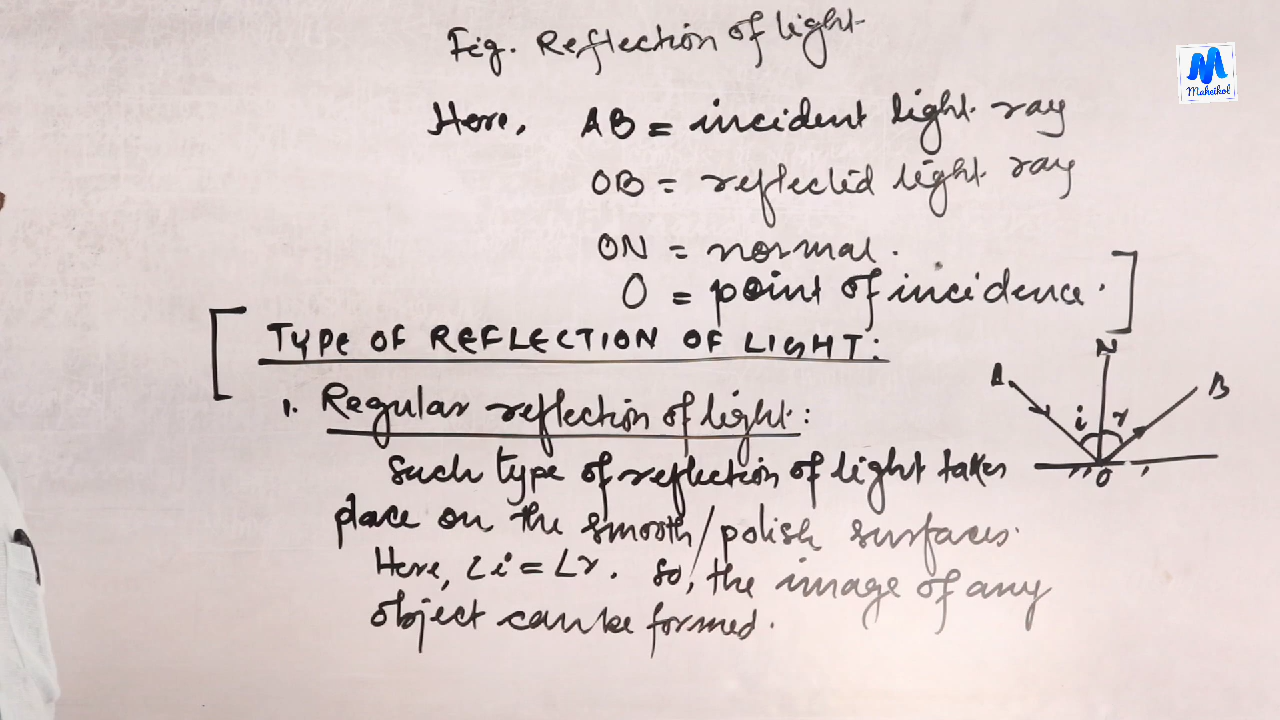 Fig. Reflection of light
Here, AB = incident light ray
OB = reflected light ray
ON = normal.
O = point of incidence.
TYPE OF REFLECTION OF LIGHT:
1. Regular reflection of light:
Such type of reflection of light takes
place on the smooth/polish surfaces.
Here, ∠i = ∠r. So, the image of any
object can be formed.
A N B
i r
O
M
Maheikol